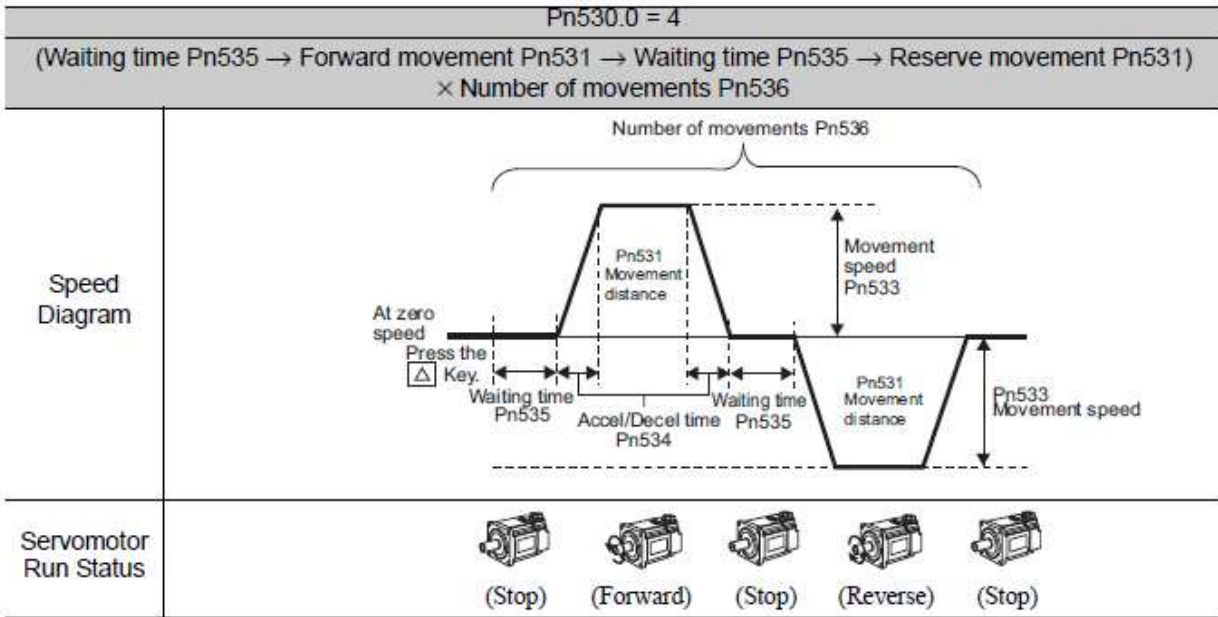 Pn530.0 = 4
(Waiting time Pn535 → Forward movement Pn531 → Waiting time Pn535 → Reserve movement Pn531)
× Number of movements Pn536
Speed
Diagram
Number of movements Pn536
Pn531
Movement
distance
Movement
speed
Pn533
At zero
speed
Press the
△ Key.
Waiting time
Pn535
Accel/Decel time
Pn534
Waiting time
Pn535
Pn531
Movement
distance
Pn533
Movement speed
Servomotor
Run Status
(Stop) (Forward) (Stop) (Reverse) (Stop)